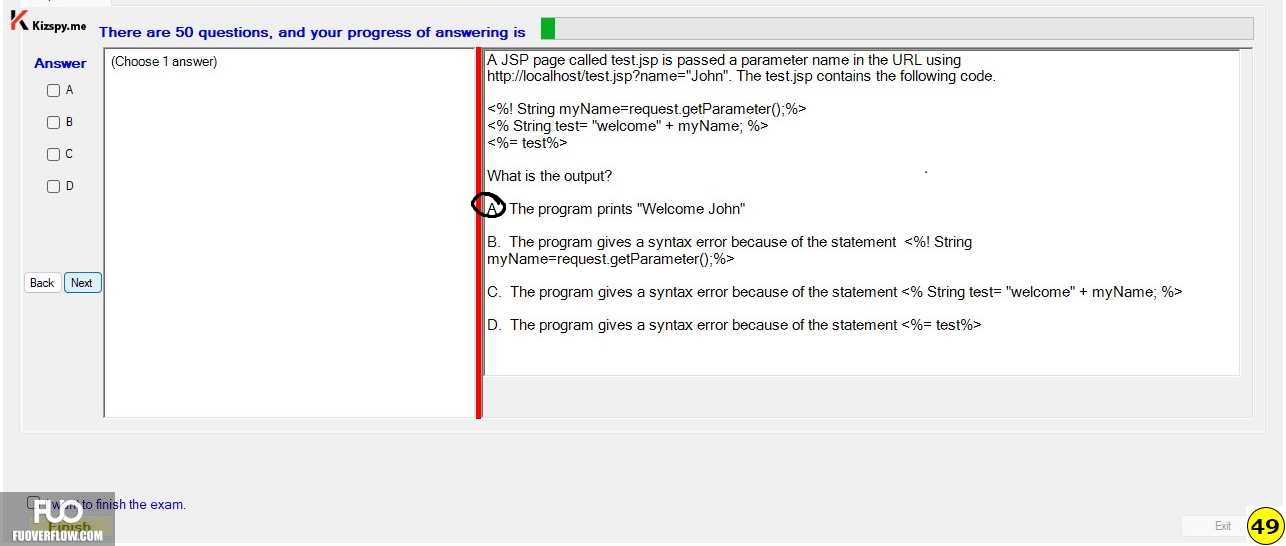 Kizspy.me
There are 50 questions, and your progress of answering is
Answer
(Choose 1 answer)
A
B
C
D
Back
Next
A JSP page called test.jsp is passed a parameter name in the URL using
http://localhost/test.jsp?name="John". The test.jsp contains the following code.
<%! String myName=request.getParameter();%>
<% String test= "welcome" + myName; %>
<%= test%>
What is the output?
A. The program prints "Welcome John"
B. The program gives a syntax error because of the statement <%! String
myName=request.getParameter();%>
C. The program gives a syntax error because of the statement <% String test= "welcome" + myName; %>
D. The program gives a syntax error because of the statement <%= test%>
I want to finish the exam.
Finish
FUO
FUOVERFLOW.COM
Exit
49